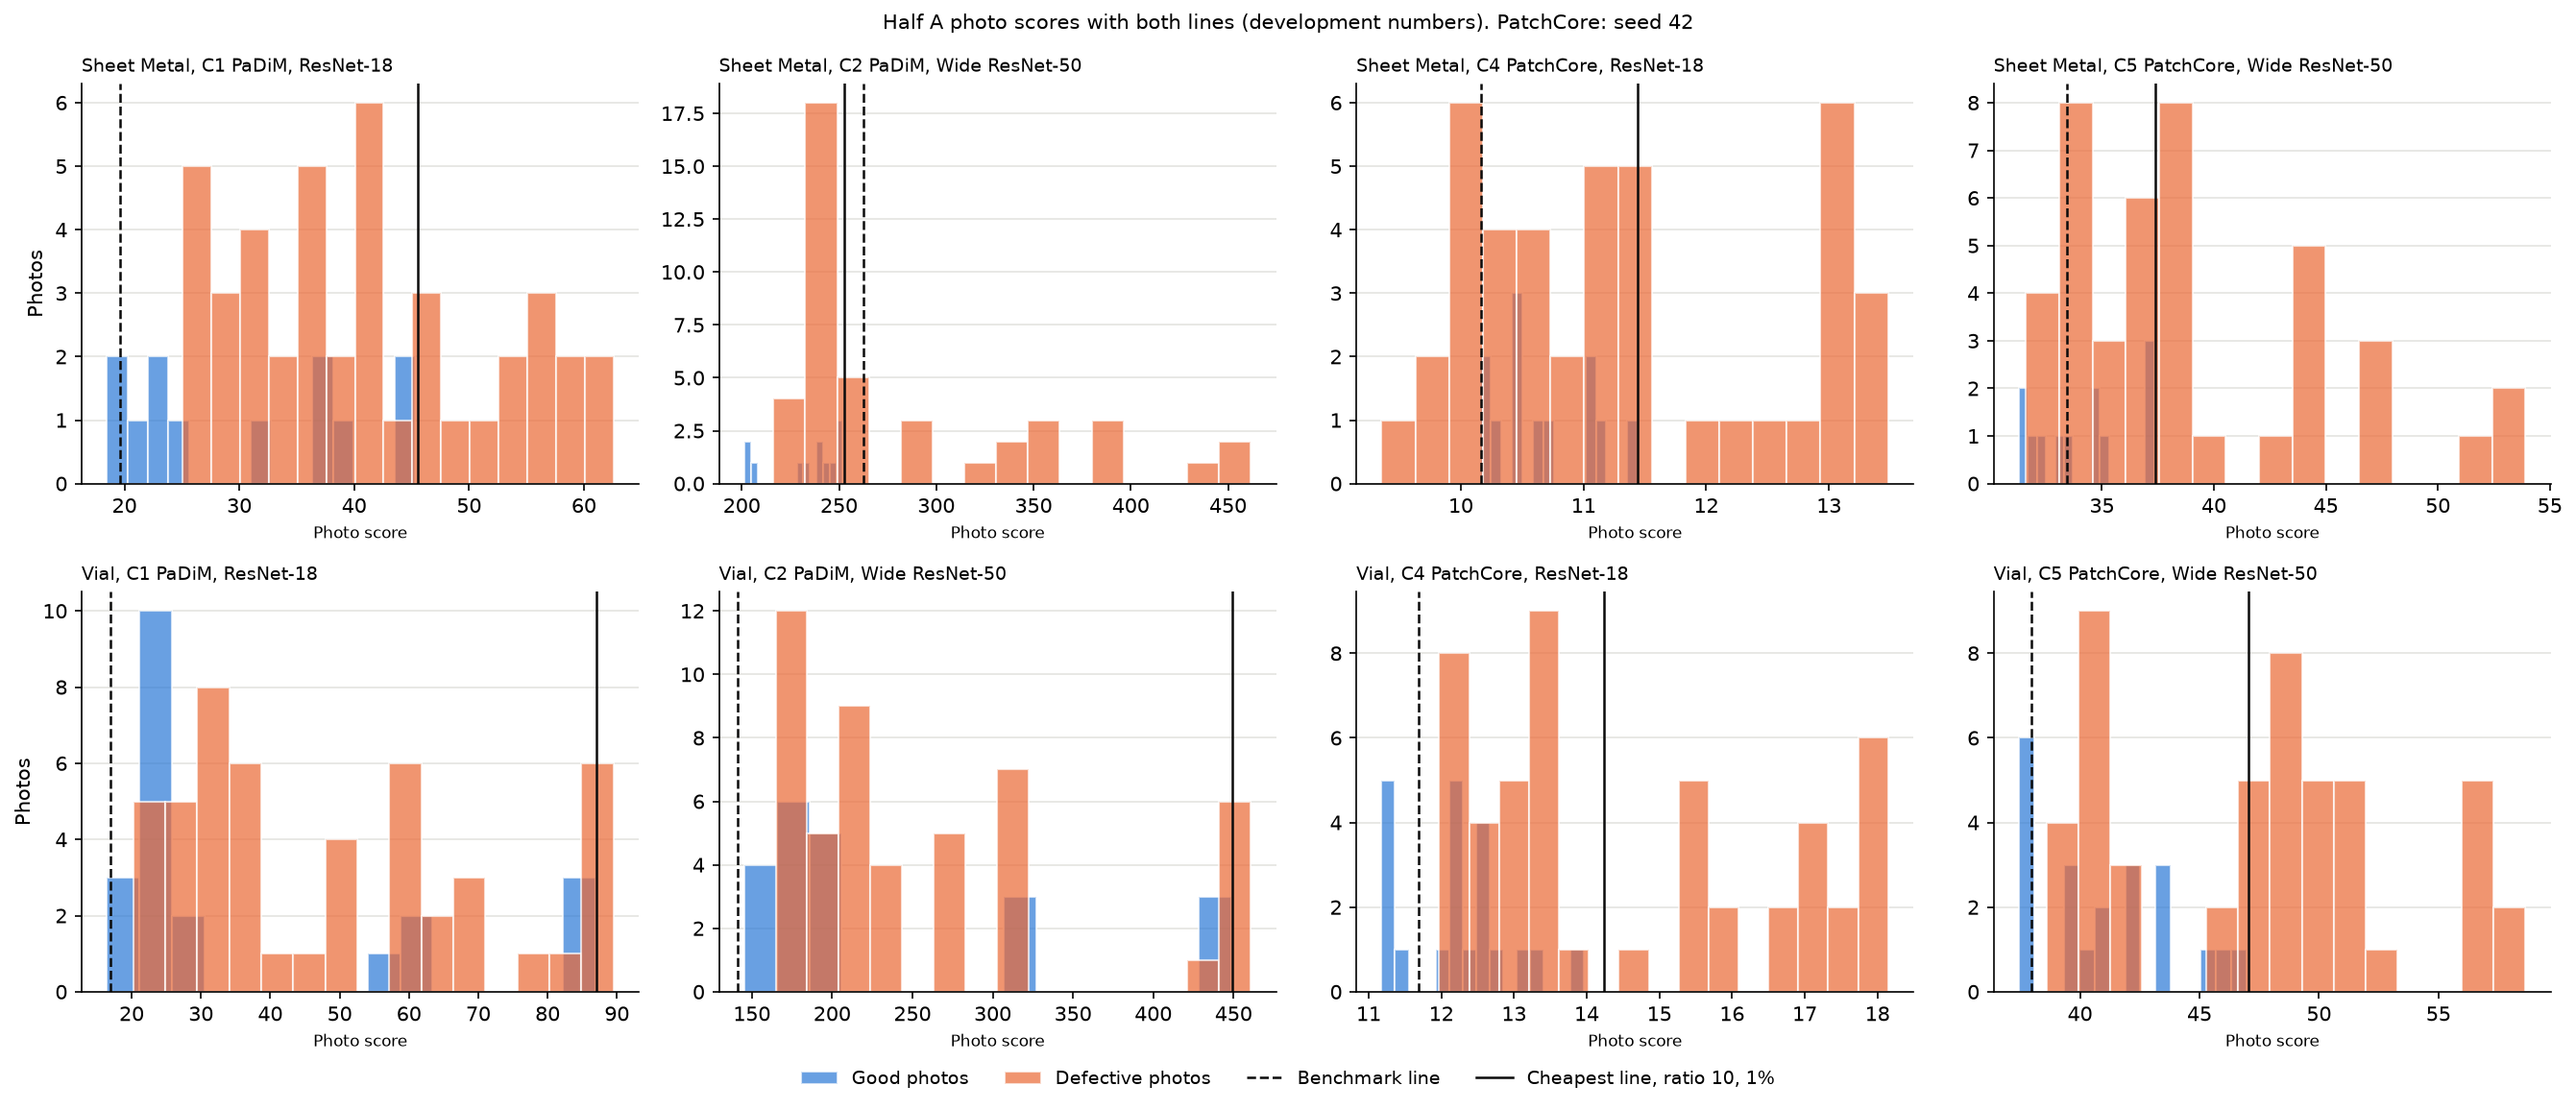 Half A photo scores with both lines (development numbers). PatchCore: seed 42
Sheet Metal, C1 PaDiM, ResNet-18
Photos
6
5
4
3
2
1
0
20 30 40 50 60
Photo score
Sheet Metal, C2 PaDiM, Wide ResNet-50
17.5
15.0
12.5
10.0
7.5
5.0
2.5
0.0
200 250 300 350 400 450
Photo score
Sheet Metal, C4 PatchCore, ResNet-18
6
5
4
3
2
1
0
10 11 12 13
Photo score
Sheet Metal, C5 PatchCore, Wide ResNet-50
8
7
6
5
4
3
2
1
0
35 40 45 50 55
Photo score
Vial, C1 PaDiM, ResNet-18
Photos
10
8
6
4
2
0
20 30 40 50 60 70 80 90
Photo score
Vial, C2 PaDiM, Wide ResNet-50
12
10
8
6
4
2
0
150 200 250 300 350 400 450
Photo score
Vial, C4 PatchCore, ResNet-18
8
6
4
2
0
11 12 13 14 15 16 17 18
Photo score
Vial, C5 PatchCore, Wide ResNet-50
8
6
4
2
0
40 45 50 55
Photo score
Good photos Defective photos Benchmark line Cheapest line, ratio 10, 1%